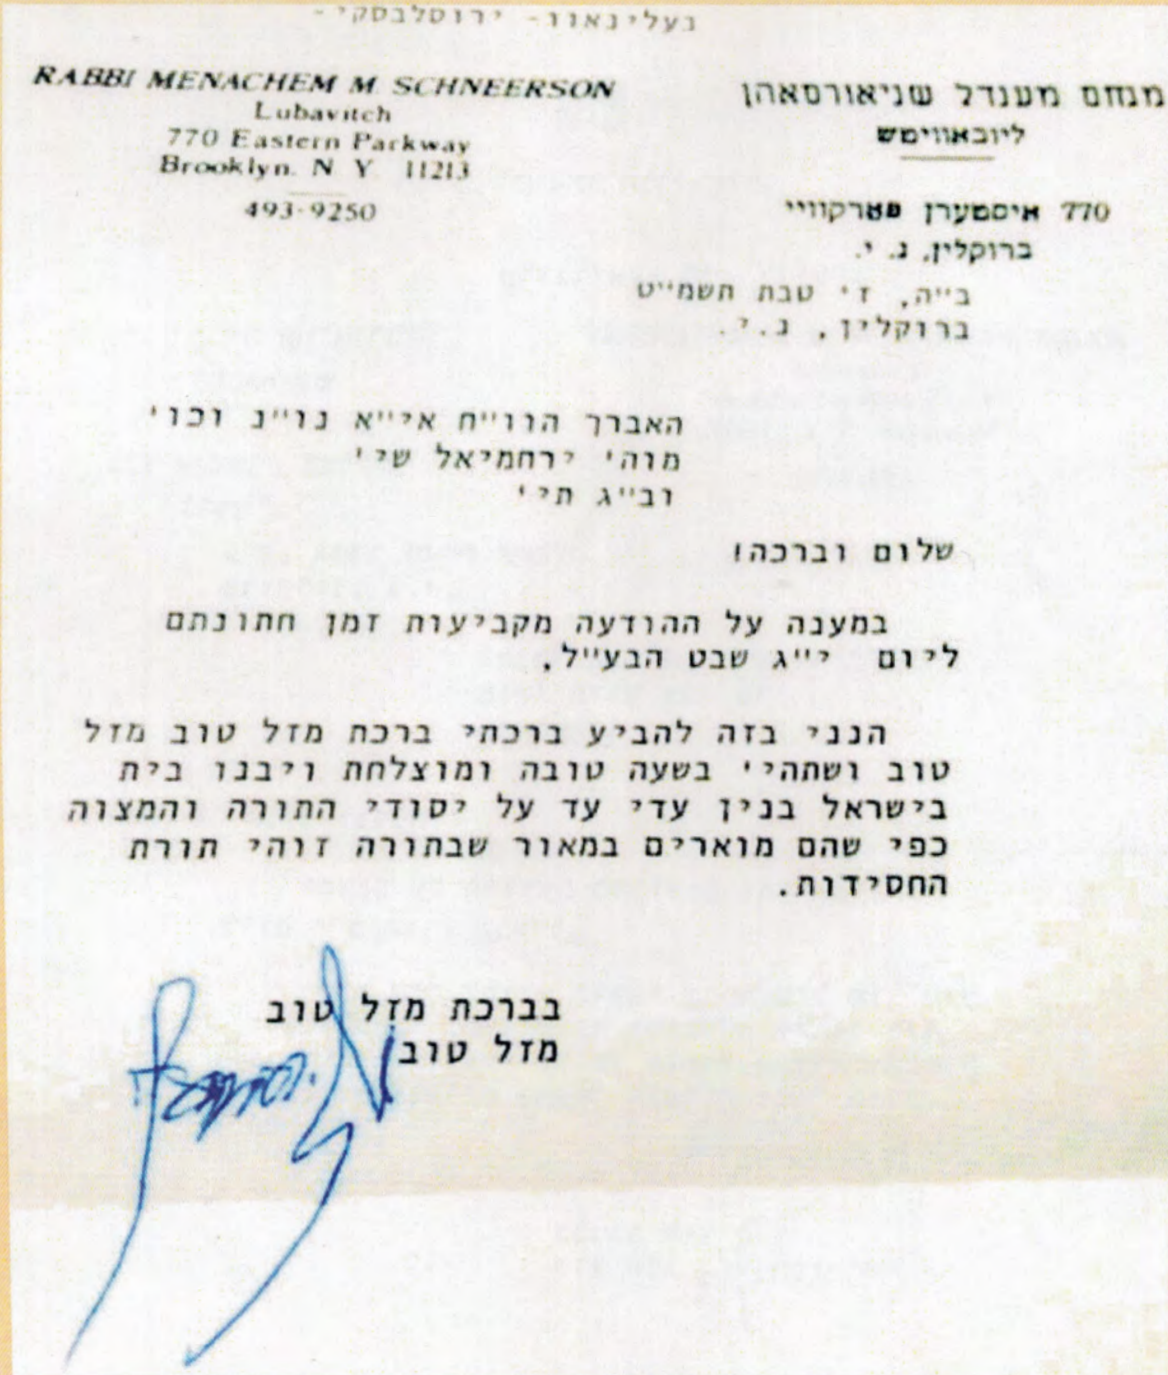 בעלינאוו- ירוסלבסקי-
RABBI MENACHEM M. SCHNEERSON
Lubavitch
770 Eastern Parkway
Brooklyn. N. Y. 11213
493-9250
מנחם מענדל שניאורסאהן
ליובאוויטש
770 איסטערן פארקוויי
ברוקלין, נ. י.
ב״ה, ז' טבת תשמ״ט
ברוקלין, נ.י.
האברך הוו״ח אי״א נו״נ וכו'
מוה' ירחמיאל שי'
וב״ג תי'
שלום וברכה!
במענה על ההודעה מקביעות זמן חתונתם
ליום י״ג שבט הבע״ל,
הנני בזה להביע ברכתי ברכת מזל טוב מזל
טוב ושתהי' בשעה טובה ומוצלחת ויבנו בית
בישראל בנין עדי עד על יסודי התורה והמצוה
כפי שהם מוארים במאור שבתורה זוהי תורת
החסידות.
בברכת מזל טוב
מזל טוב